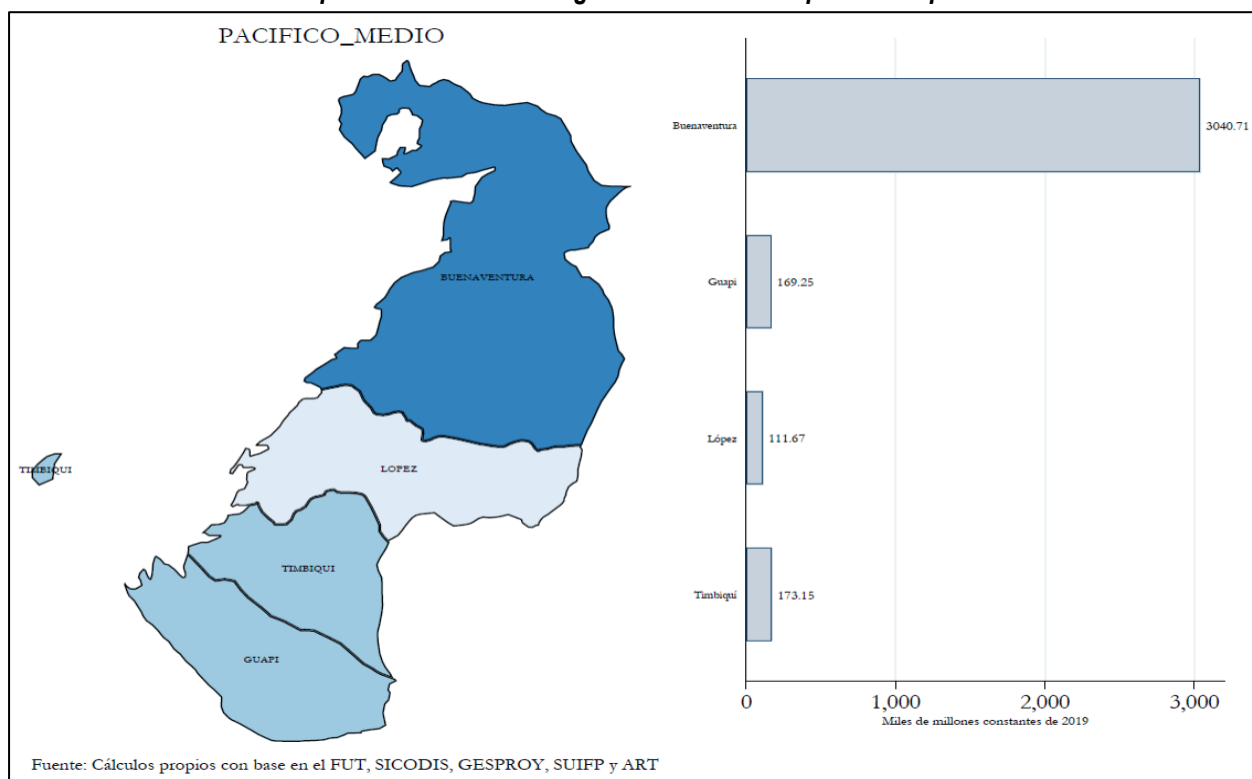 PACIFICO_MEDIO
BUENAVENTURA
LOPEZ
TIMBIQUI
TIMBIQUI
GUAPI
Buenaventura
3040.71
Guapi
169.25
López
111.67
Timbiquí
173.15
0 1,000 2,000 3,000
Miles de millones constantes de 2019
Fuente: Cálculos propios con base en el FUT, SICODIS, GESPROY, SUIFP y ART